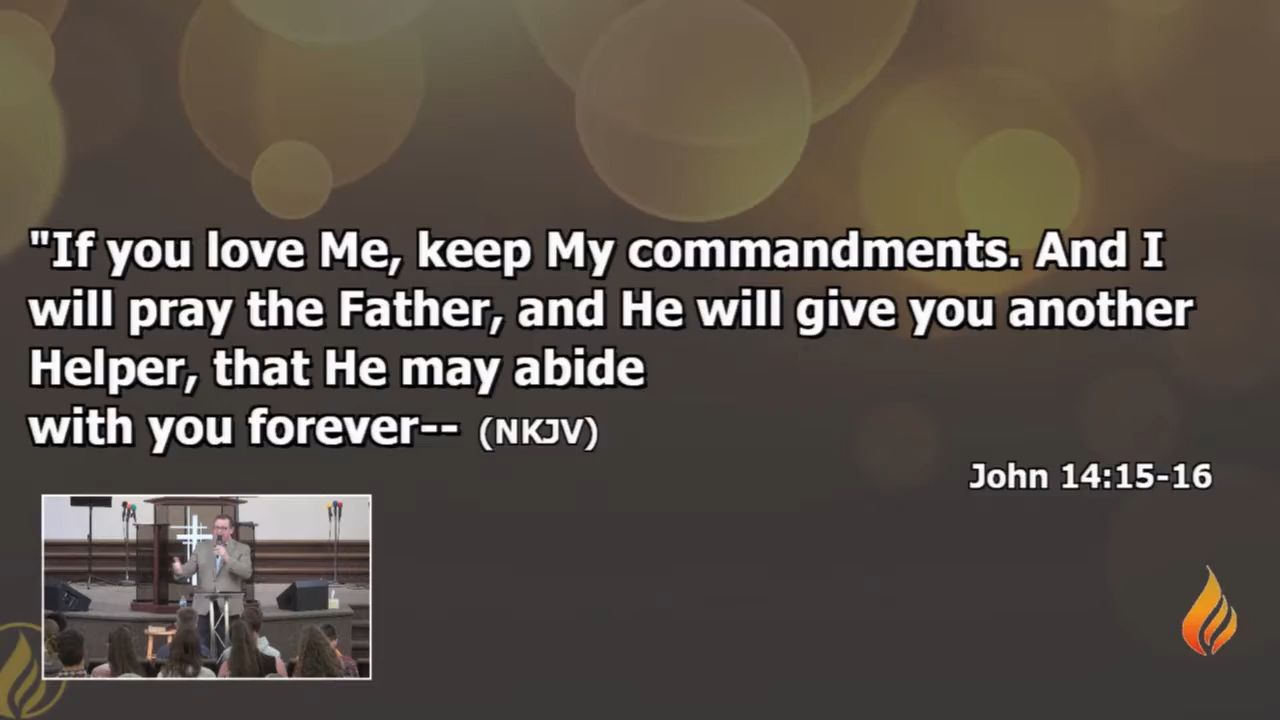 "If you love Me, keep My commandments. And I
will pray the Father, and He will give you another
Helper, that He may abide
with you forever-- (NKJV)
John 14:15-16